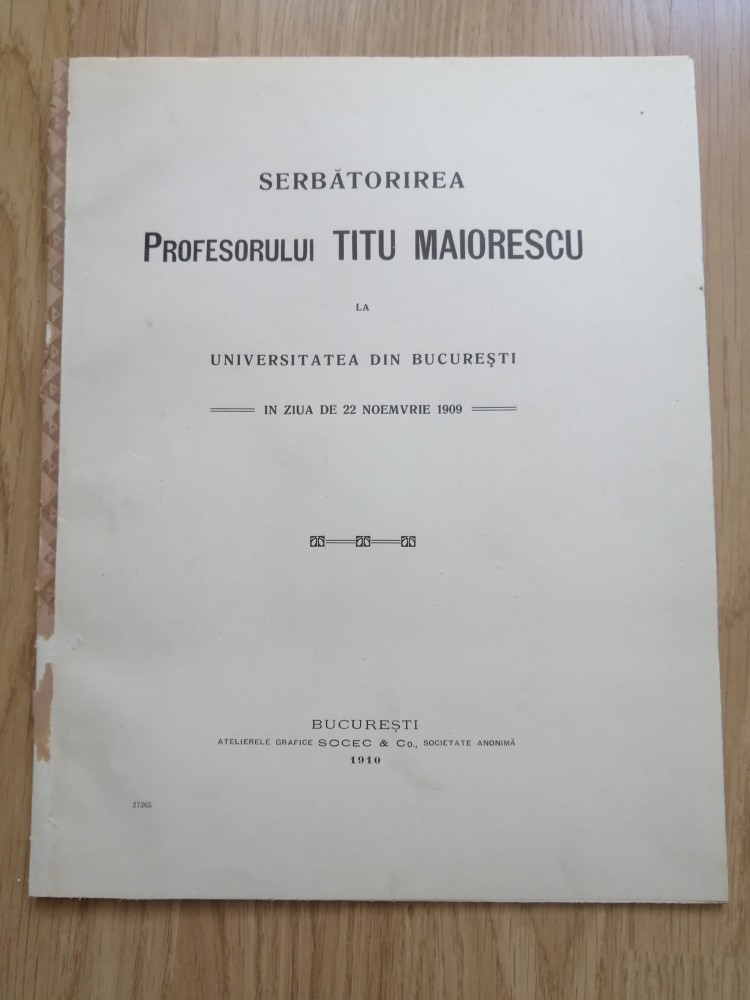 SERBĂTORIREA
PROFESORULUI TITU MAIORESCU
LA
UNIVERSITATEA DIN BUCUREŞTI
IN ZIUA DE 22 NOEMVRIE 1909
BUCUREŞTI
ATELIERELE GRAFICE SOCEC & Co., SOCIETATE ANONIMĂ
1910
27365